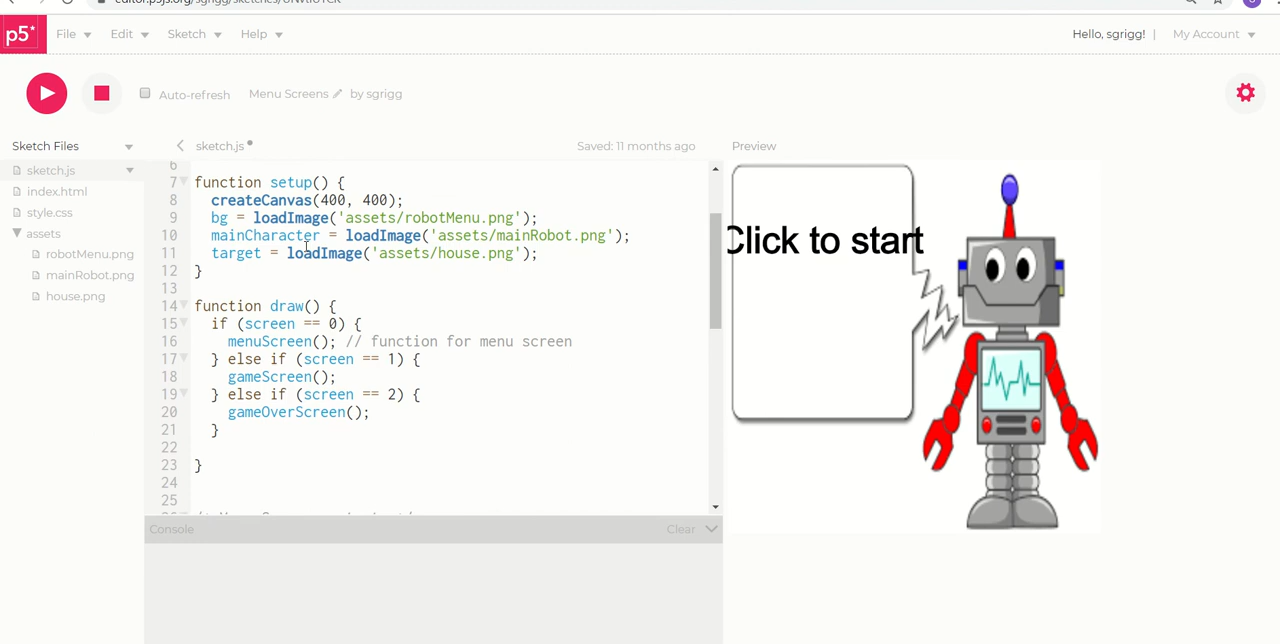 p5*
File Edit Sketch Help
Hello, sgrigg! | My Account
Auto-refresh Menu Screens by sgrigg
Sketch Files
sketch.js
Saved: 11 months ago
Preview
sketch.js
index.html
style.css
assets
robotMenu.png
mainRobot.png
house.png
6
7 function setup() {
8 createCanvas(400, 400);
9 bg = loadImage('assets/robotMenu.png');
10 mainCharacter = loadImage('assets/mainRobot.png');
11 target = loadImage('assets/house.png');
12 }
13
14 function draw() {
15 if (screen == 0) {
16 menuScreen(); // function for menu screen
17 } else if (screen == 1) {
18 gameScreen();
19 } else if (screen == 2) {
20 gameOverScreen();
21 }
22
23 }
24
25
Console
Clear
Click to start